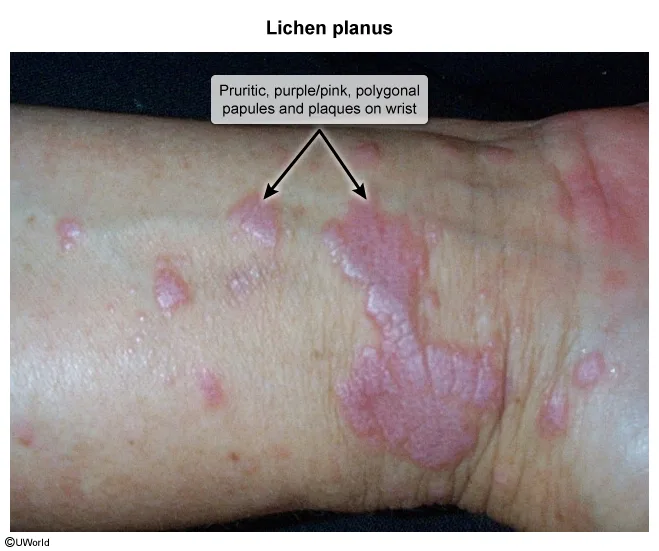 Lichen planus
Pruritic, purple/pink, polygonal
papules and plaques on wrist
©UWorld